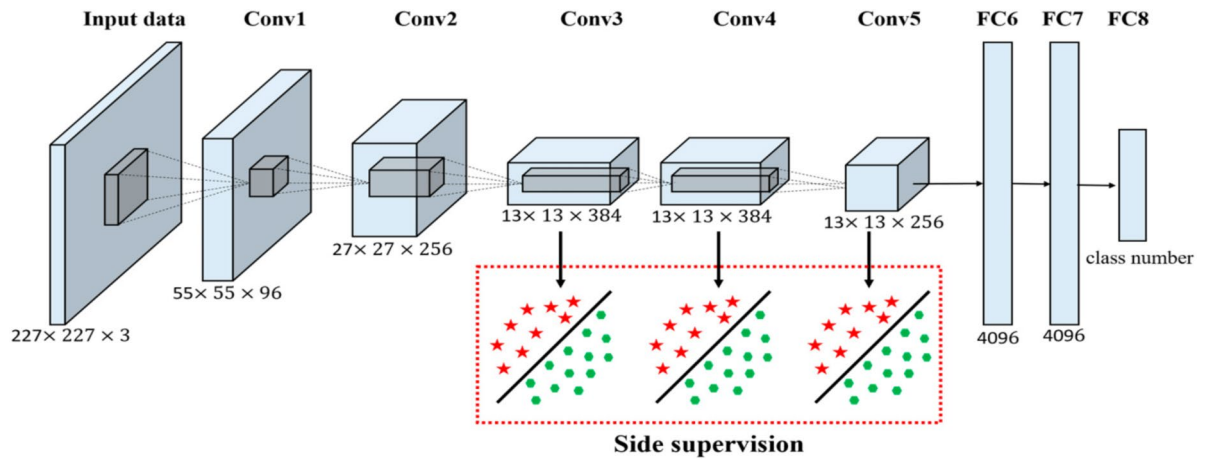 Input data
Conv1
Conv2
Conv3
Conv4
Conv5
FC6
FC7
FC8
227× 227 × 3
55× 55 × 96
27× 27 × 256
13× 13 × 384
13× 13 × 384
13× 13 × 256
4096
4096
class number
Side supervision